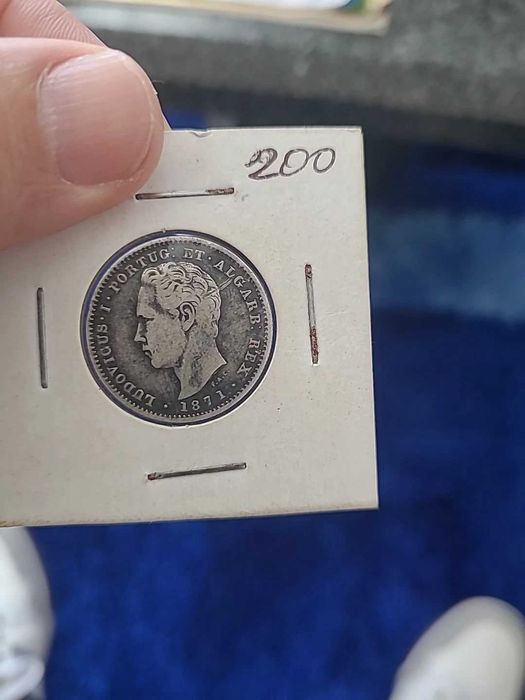 200
LUDOVICUS · I · PORTUG: ET · ALGARB: REX
· 1871 ·